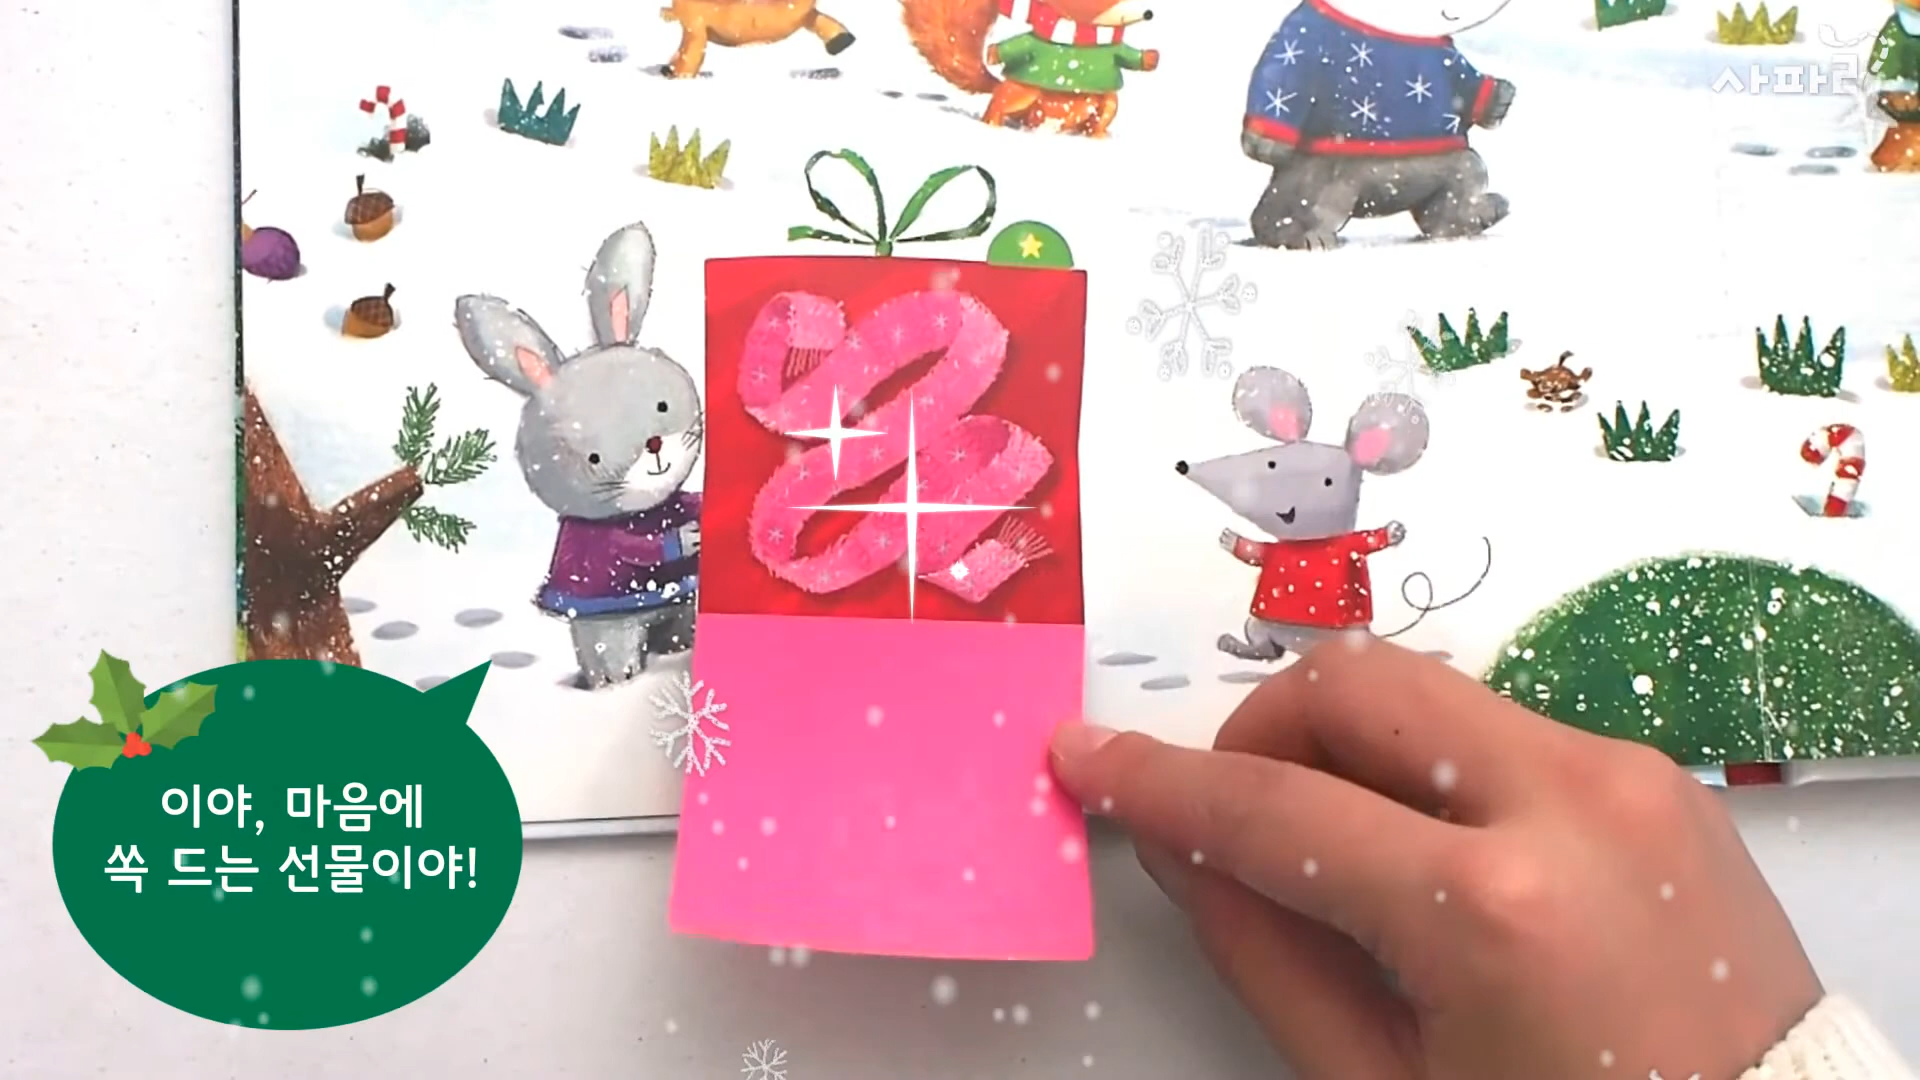 사파리
이야, 마음에
쏙 드는 선물이야!